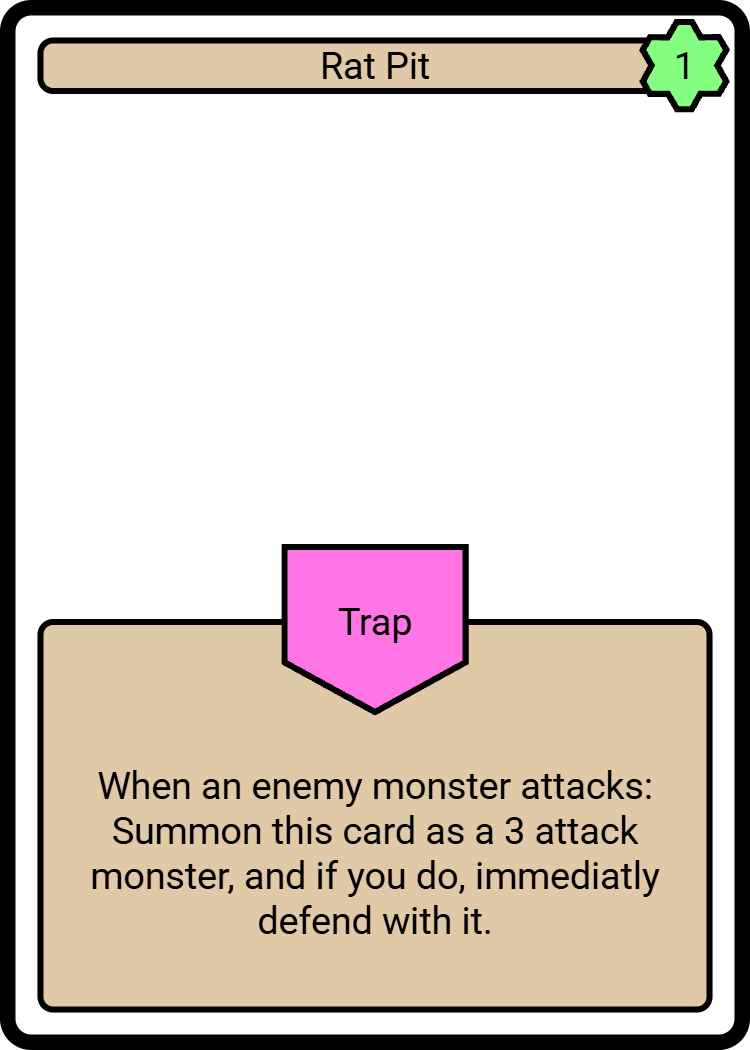 Rat Pit
1
Trap
When an enemy monster attacks:
Summon this card as a 3 attack
monster, and if you do, immediatly
defend with it.